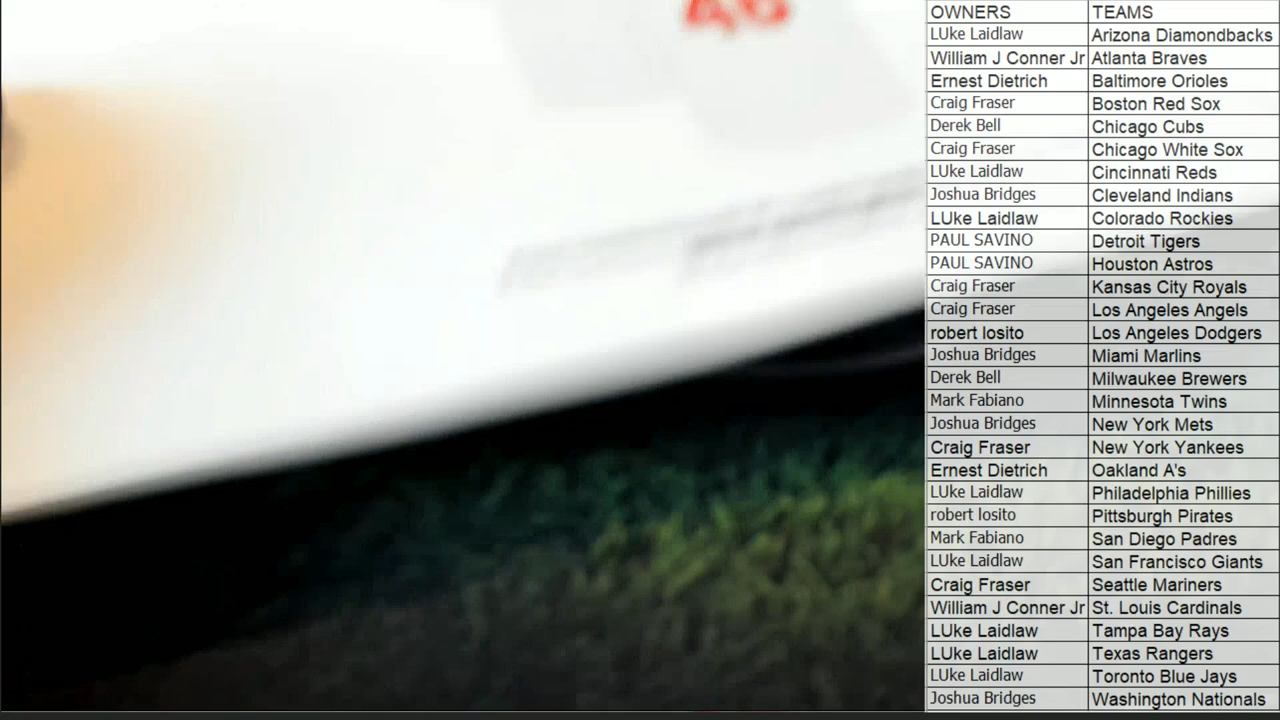 OWNERS TEAMS
LUke Laidlaw Arizona Diamondbacks
William J Conner Jr Atlanta Braves
Ernest Dietrich Baltimore Orioles
Craig Fraser Boston Red Sox
Derek Bell Chicago Cubs
Craig Fraser Chicago White Sox
LUke Laidlaw Cincinnati Reds
Joshua Bridges Cleveland Indians
LUke Laidlaw Colorado Rockies
PAUL SAVINO Detroit Tigers
PAUL SAVINO Houston Astros
Craig Fraser Kansas City Royals
Craig Fraser Los Angeles Angels
robert losito Los Angeles Dodgers
Joshua Bridges Miami Marlins
Derek Bell Milwaukee Brewers
Mark Fabiano Minnesota Twins
Joshua Bridges New York Mets
Craig Fraser New York Yankees
Ernest Dietrich Oakland A's
LUke Laidlaw Philadelphia Phillies
robert losito Pittsburgh Pirates
Mark Fabiano San Diego Padres
LUke Laidlaw San Francisco Giants
Craig Fraser Seattle Mariners
William J Conner Jr St. Louis Cardinals
LUke Laidlaw Tampa Bay Rays
LUke Laidlaw Texas Rangers
LUke Laidlaw Toronto Blue Jays
Joshua Bridges Washington Nationals